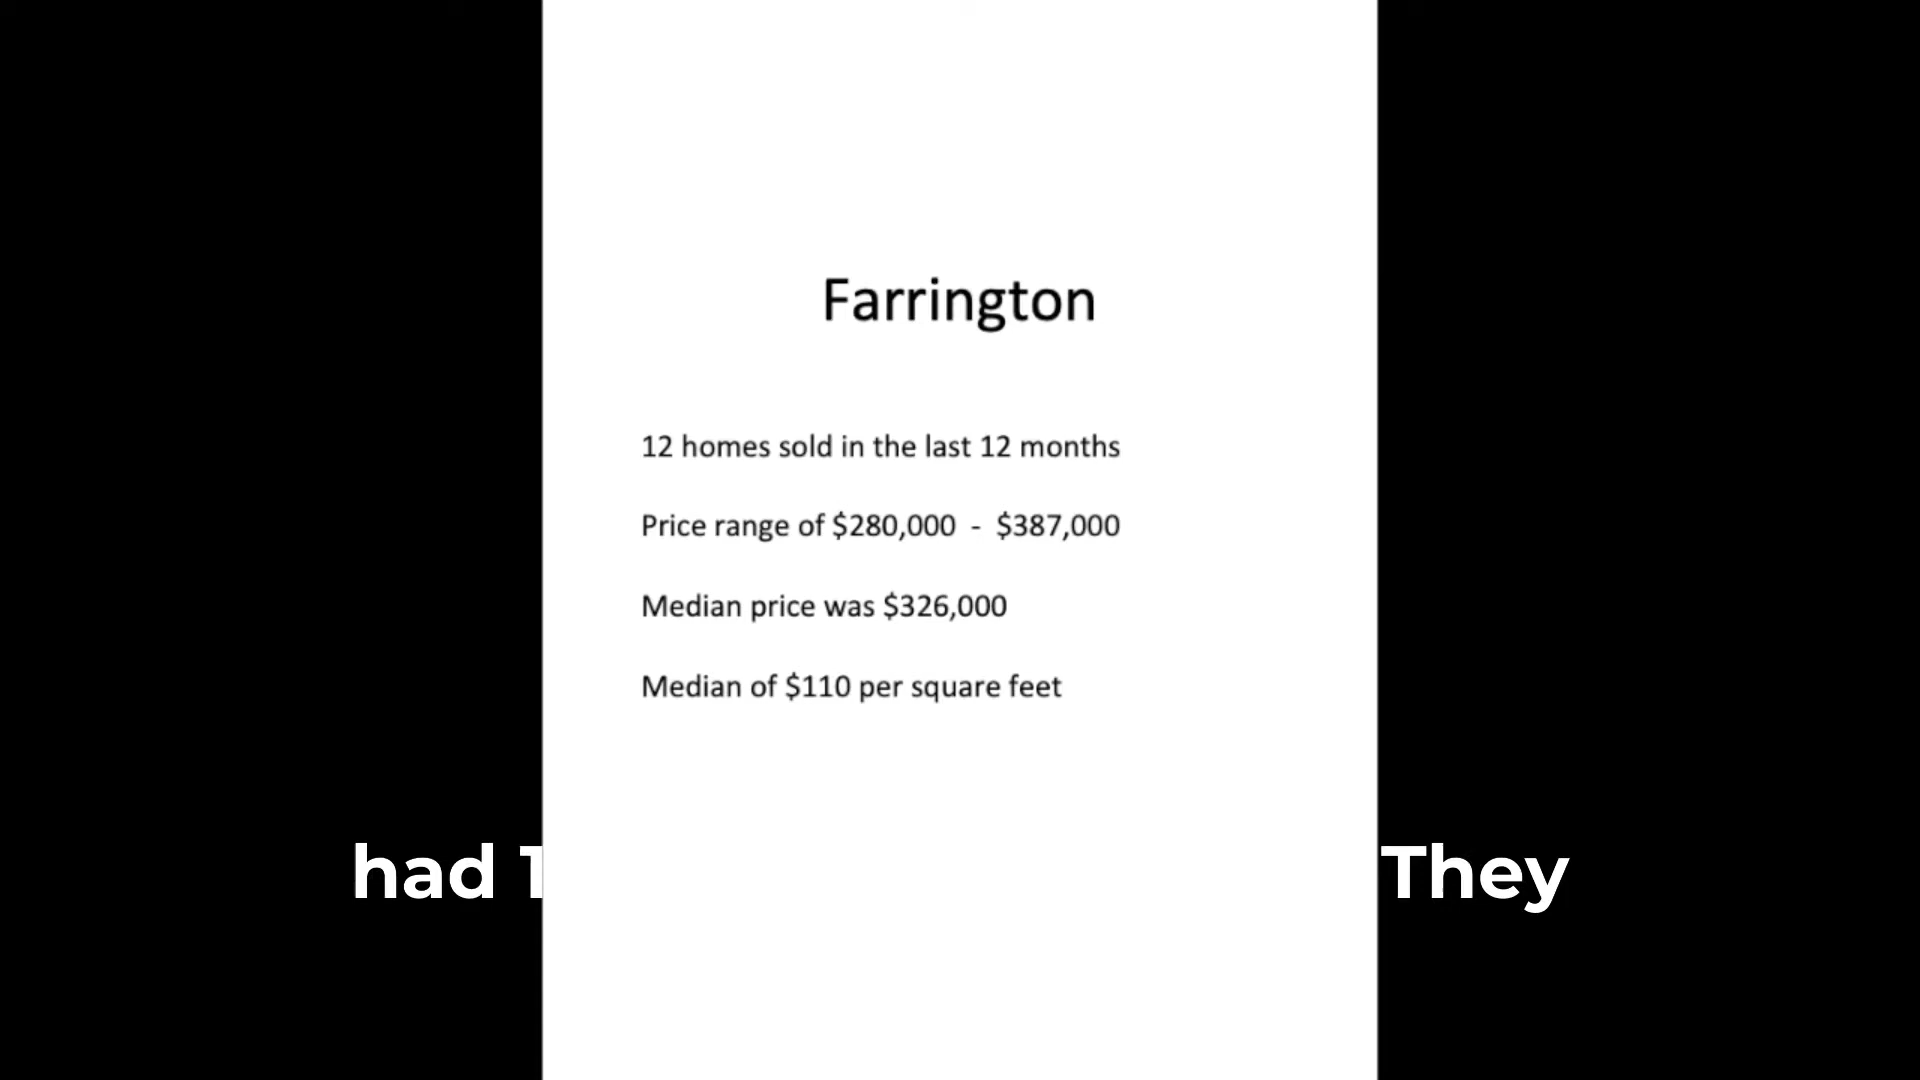 Farrington
12 homes sold in the last 12 months
Price range of $280,000 - $387,000
Median price was $326,000
Median of $110 per square feet
had 1 They